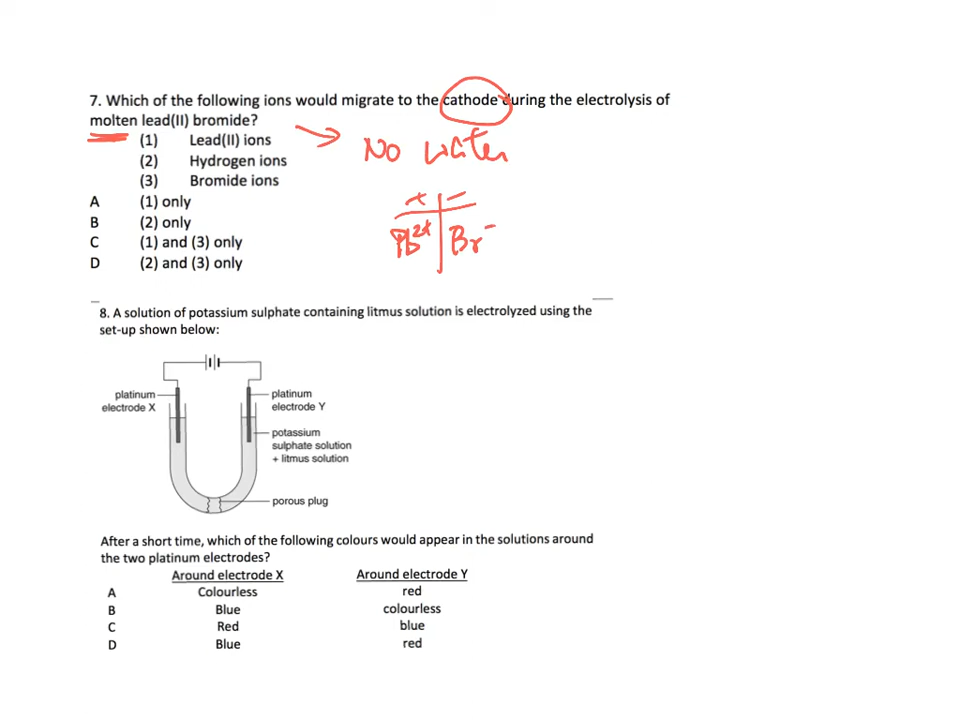 7. Which of the following ions would migrate to the cathode during the electrolysis of
molten lead(II) bromide?
(1) Lead(II) ions
(2) Hydrogen ions
(3) Bromide ions
A (1) only
B (2) only
C (1) and (3) only
D (2) and (3) only
No water
+ −
Pb2+ Br−
8. A solution of potassium sulphate containing litmus solution is electrolyzed using the
set-up shown below:
platinum
electrode X
platinum
electrode Y
potassium
sulphate solution
+ litmus solution
porous plug
After a short time, which of the following colours would appear in the solutions around
the two platinum electrodes?
Around electrode X Around electrode Y
A Colourless red
B Blue colourless
C Red blue
D Blue red